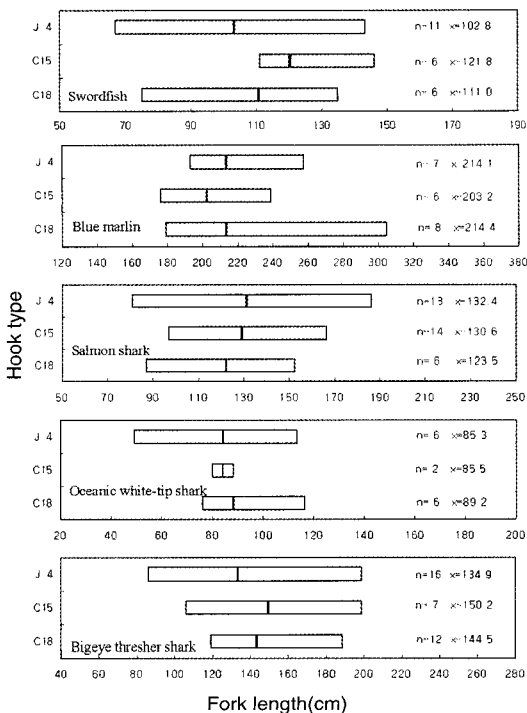 J 4 n=11 x=102.8
C15 n=6 x=121.8
C18 n=6 x=111.0
Swordfish
50 70 90 110 130 150 170 190
J 4 n=7 x=214.1
C15 n=6 x=203.2
C18 n=8 x=214.4
Blue marlin
120 140 160 180 200 220 240 260 280 300 320 340 360 380
Hook type
J 4 n=13 x=132.4
C15 n=14 x=130.6
Salmon shark
C18 n=6 x=123.5
50 70 90 110 130 150 170 190 210 230 250
J 4 n=6 x=85.3
C15 n=2 x=85.5
Oceanic white-tip shark
C18 n=6 x=89.2
20 40 60 80 100 120 140 160 180 200
J 4 n=16 x=134.9
C15 n=7 x=150.2
C18 n=12 x=144.5
Bigeye thresher shark
40 60 80 100 120 140 160 180 200 220 240 260 280
Fork length(cm)